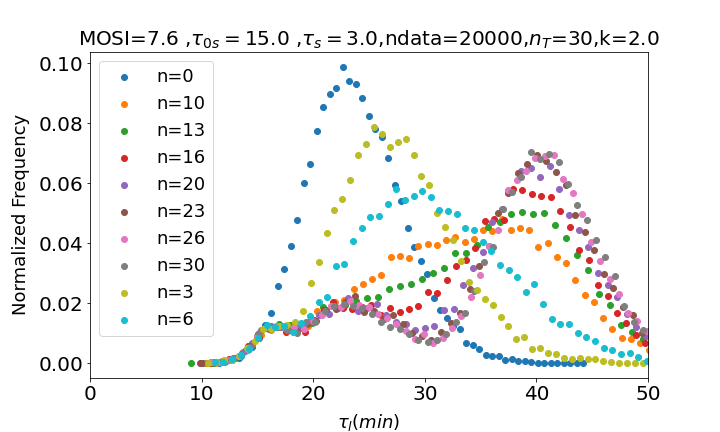 MOSI=7.6 ,τ₀ₛ = 15.0 ,τₛ = 3.0,ndata=20000,n_T=30,k=2.0
Normalized Frequency
0.10
0.08
0.06
0.04
0.02
0.00
n=0
n=10
n=13
n=16
n=20
n=23
n=26
n=30
n=3
n=6
0 10 20 30 40 50
τ_l(min)